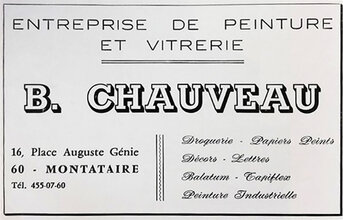 ENTREPRISE DE PEINTURE
ET VITRERIE
B. CHAUVEAU
16, Place Auguste Génie
60 - MONTATAIRE
Tél. 455-07-60
Droguerie - Papiers Peints
Décors - Lettres
Balatum - Tapiflex
Peinture Industrielle